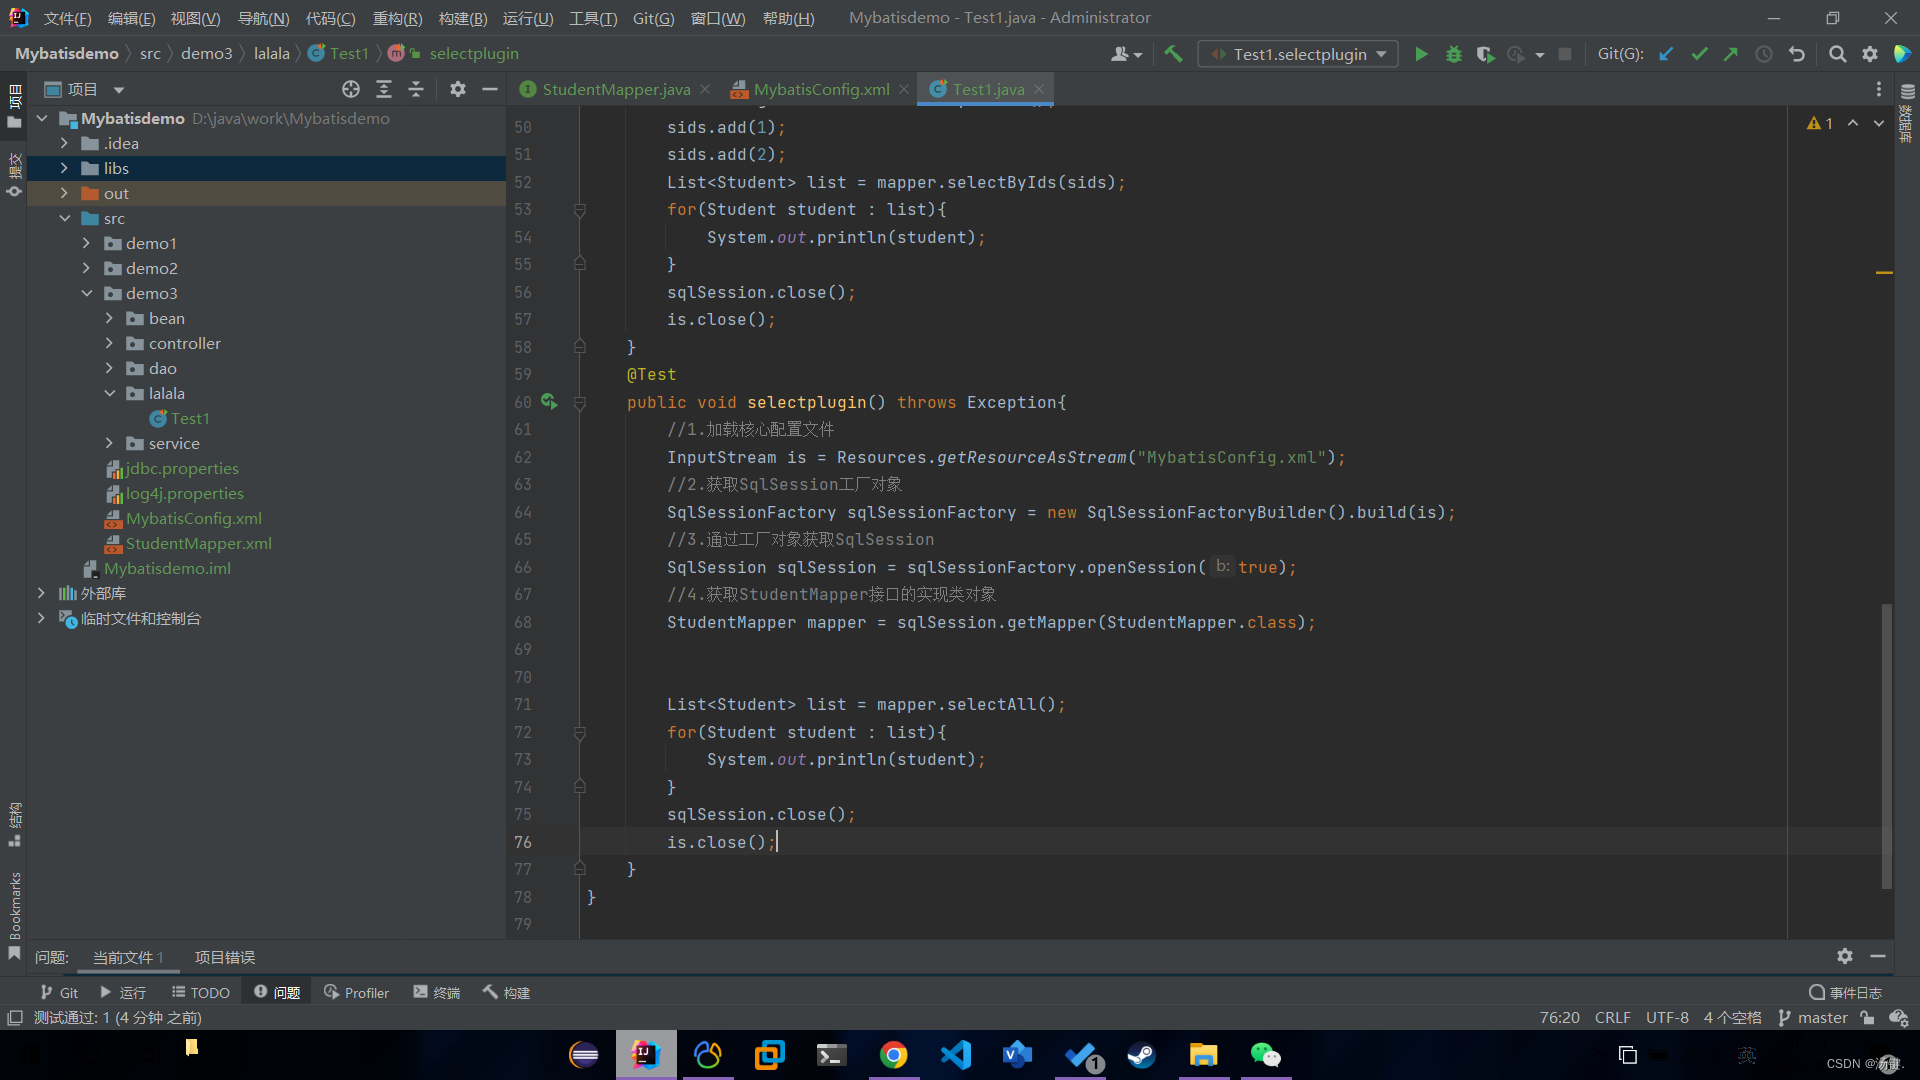 文件(F) 编辑(E) 视图(V) 导航(N) 代码(C) 重构(R) 构建(B) 运行(U) 工具(T) Git(G) 窗口(W) 帮助(H) Mybatisdemo - Test1.java - Administrator
Mybatisdemo src demo3 lalala Test1 selectplugin Test1.selectplugin Git(G):
项目 StudentMapper.java MybatisConfig.xml Test1.java
项目
提交
结构
Bookmarks
数据库
Mybatisdemo D:\java\work\Mybatisdemo
.idea
libs
out
src
demo1
demo2
demo3
bean
controller
dao
lalala
Test1
service
jdbc.properties
log4j.properties
MybatisConfig.xml
StudentMapper.xml
Mybatisdemo.iml
外部库
临时文件和控制台
1
50 sids.add(1);
51 sids.add(2);
52 List<Student> list = mapper.selectByIds(sids);
53 for(Student student : list){
54 System.out.println(student);
55 }
56 sqlSession.close();
57 is.close();
58 }
59 @Test
60 public void selectplugin() throws Exception{
61 //1.加载核心配置文件
62 InputStream is = Resources.getResourceAsStream("MybatisConfig.xml");
63 //2.获取SqlSession工厂对象
64 SqlSessionFactory sqlSessionFactory = new SqlSessionFactoryBuilder().build(is);
65 //3.通过工厂对象获取SqlSession
66 SqlSession sqlSession = sqlSessionFactory.openSession( b: true);
67 //4.获取StudentMapper接口的实现类对象
68 StudentMapper mapper = sqlSession.getMapper(StudentMapper.class);
69
70
71 List<Student> list = mapper.selectAll();
72 for(Student student : list){
73 System.out.println(student);
74 }
75 sqlSession.close();
76 is.close();
77 }
78 }
79
问题: 当前文件 1 项目错误
Git 运行 TODO 问题 Profiler 终端 构建 事件日志
测试通过: 1 (4 分钟 之前) 76:20 CRLF UTF-8 4 个空格 master
1
英
CSDN @汤键.